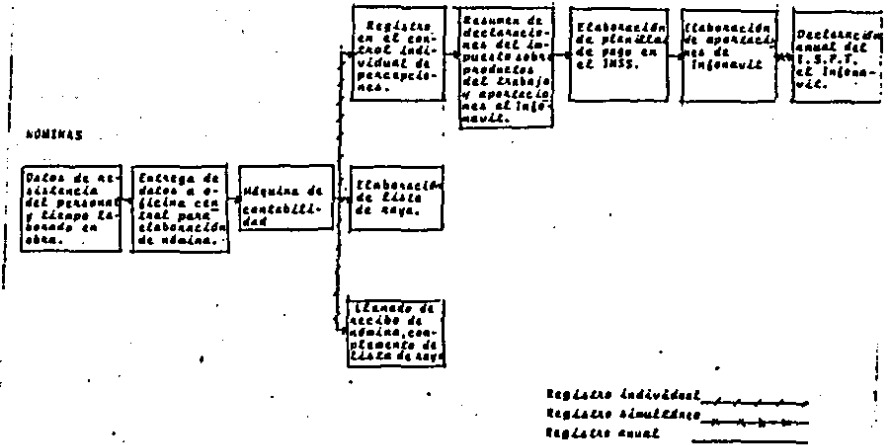 Registro
en el con-
trol indi-
vidual de
percepcio-
nes.
Resumen de
declaracio-
nes del im-
puesto sobre
productos
del trabajo
y aportacio-
nes al Info-
navit.
Elaboración
de planillas
de pago en
el IMSS.
Elaboración
de aportaci-
nes de
Infonavit
Declaración
anual del
I.S.P.T.
al Infona-
vit.
NOMINAS
Datos de
sistencia
del personal
y tiempo la-
borado en
obra.
Entrega de
datos a o-
ficina cen
tral para
elaboración
de nómina.
Máquina de
contabili-
dad
Elaboración
de lista
de raya.
Llenado de
recibo de
nómina, com-
plemento de
lista de raya
Registro individual
Registro simultáneo
Registro anual